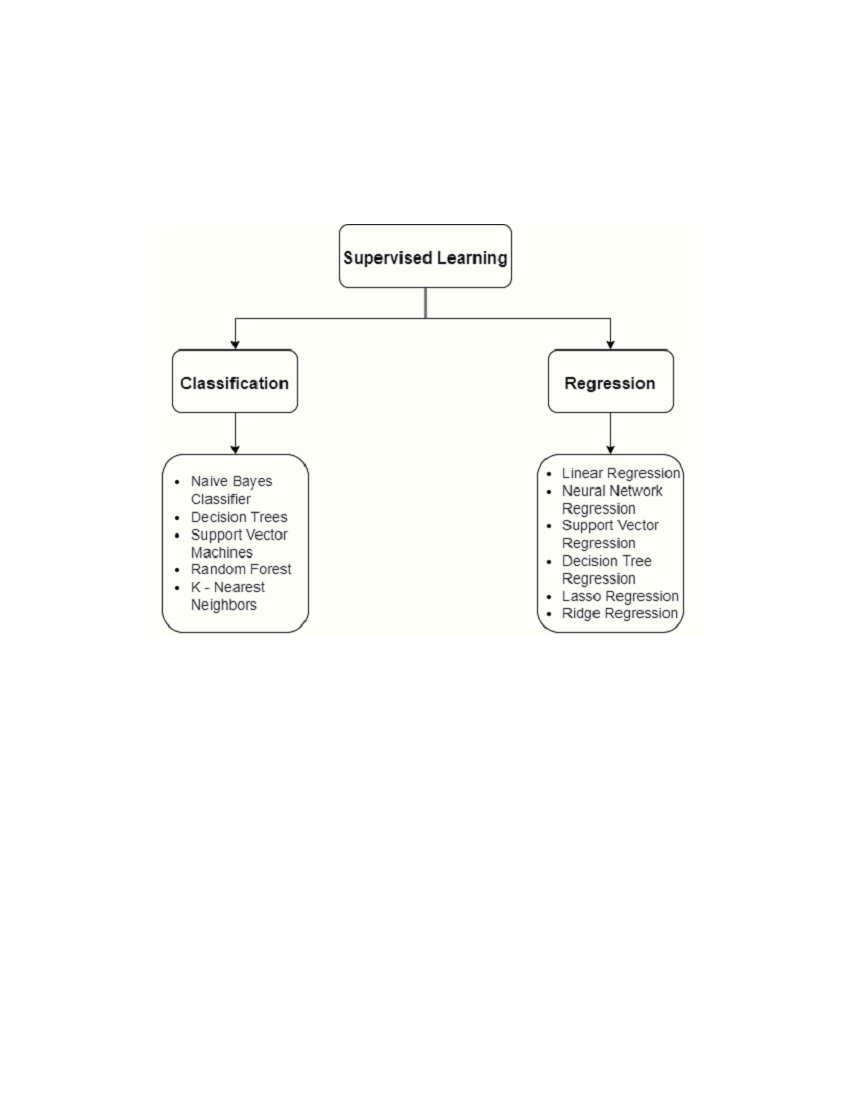 Supervised Learning
Classification
Regression
• Naive Bayes
Classifier
• Decision Trees
• Support Vector
Machines
• Random Forest
• K - Nearest
Neighbors
• Linear Regression
• Neural Network
Regression
• Support Vector
Regression
• Decision Tree
Regression
• Lasso Regression
• Ridge Regression